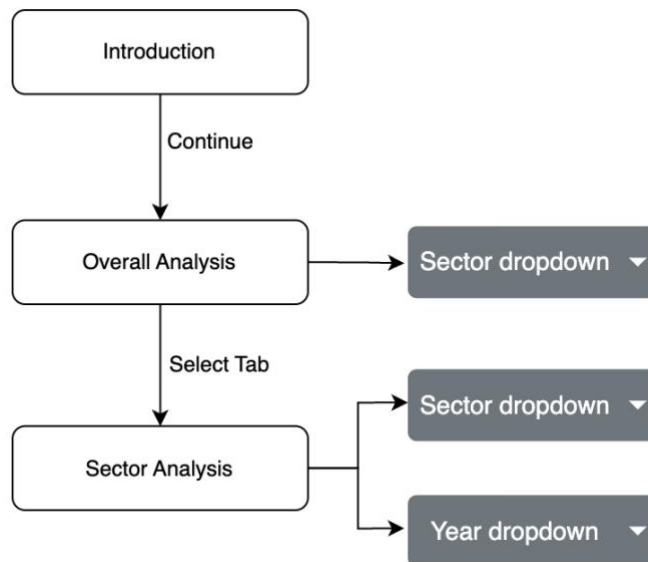 Introduction
Continue
Overall Analysis
Sector dropdown
Select Tab
Sector dropdown
Sector Analysis
Year dropdown